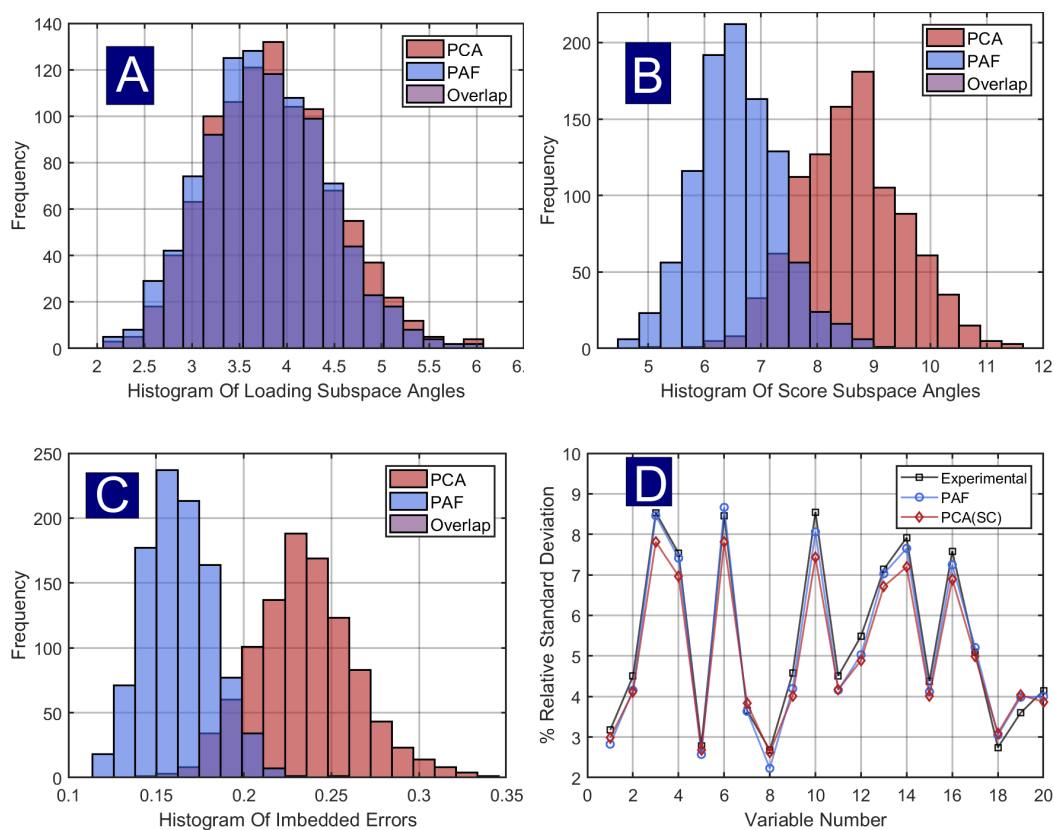 140
120
100
80
60
40
20
0
Frequency
A
PCA
PAF
Overlap
2 2.5 3 3.5 4 4.5 5 5.5 6 6.
Histogram Of Loading Subspace Angles
200
150
100
50
0
Frequency
B
PCA
PAF
Overlap
5 6 7 8 9 10 11 12
Histogram Of Score Subspace Angles
250
200
150
100
50
0
Frequency
C
PCA
PAF
Overlap
0.1 0.15 0.2 0.25 0.3 0.35
Histogram Of Imbedded Errors
10
9
8
7
6
5
4
3
2
% Relative Standard Deviation
D
Experimental
PAF
PCA(SC)
0 2 4 6 8 10 12 14 16 18 20
Variable Number